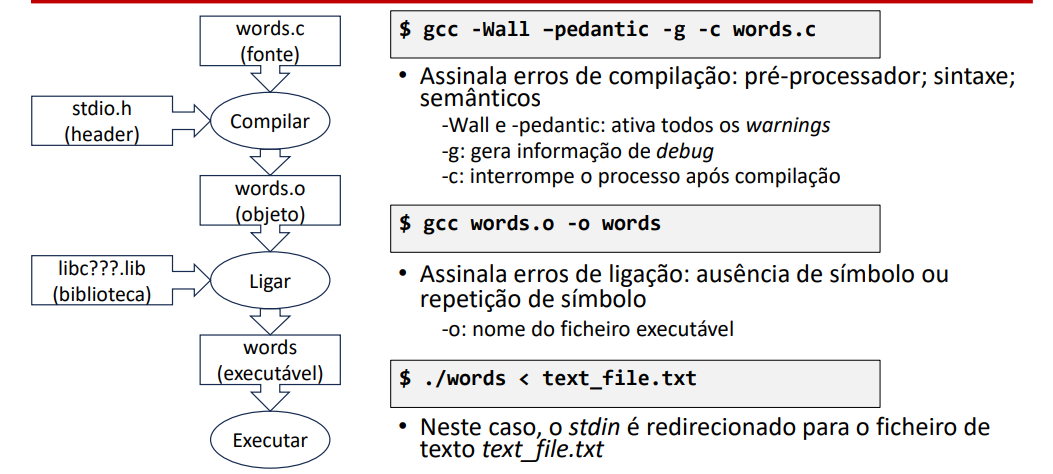 words.c
(fonte)
stdio.h
(header)
Compilar
words.o
(objeto)
libc???.lib
(biblioteca)
Ligar
words
(executável)
Executar
$ gcc -Wall –pedantic -g -c words.c
• Assinala erros de compilação: pré-processador; sintaxe;
semânticos
-Wall e -pedantic: ativa todos os warnings
-g: gera informação de debug
-c: interrompe o processo após compilação
$ gcc words.o -o words
• Assinala erros de ligação: ausência de símbolo ou
repetição de símbolo
-o: nome do ficheiro executável
$ ./words < text_file.txt
• Neste caso, o stdin é redirecionado para o ficheiro de
texto text_file.txt